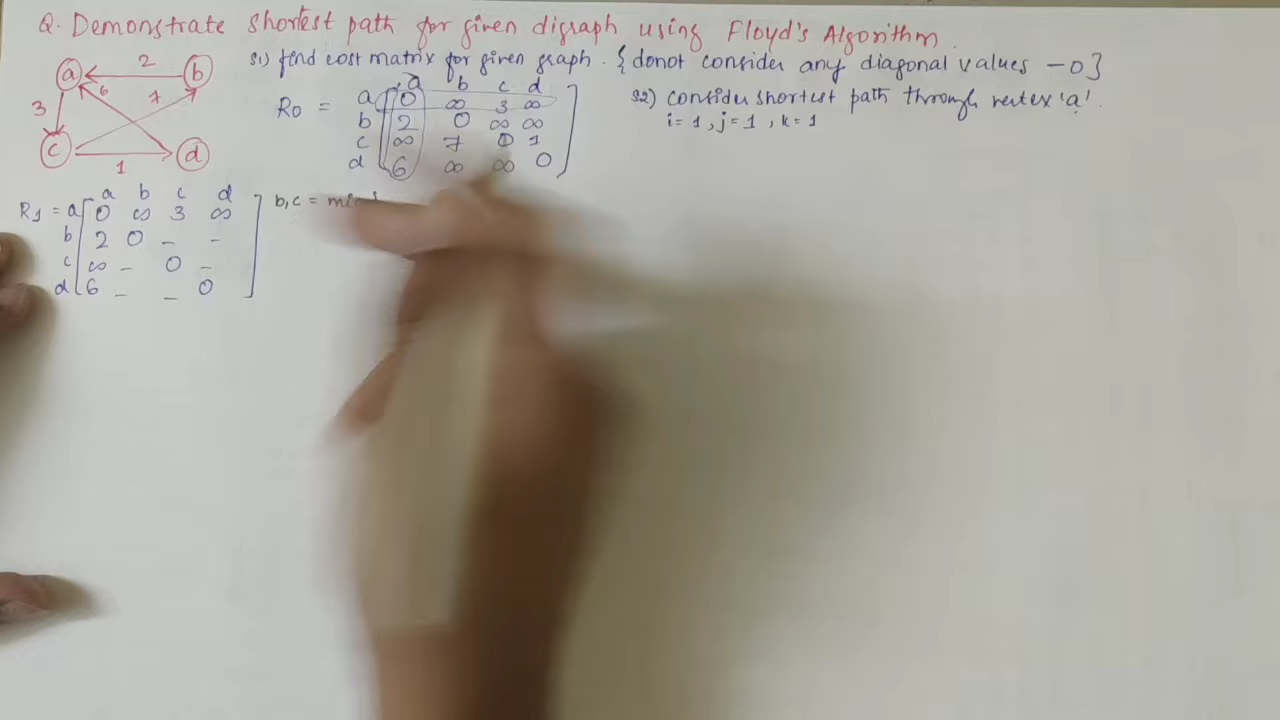 Q. Demonstrate shortest path for given digraph using Floyd's Algorithm.
S1) find cost matrix for given graph. {donot consider any diagonal values - 0}
a 2 b
3 6 7
c 1 d
a b c d
R0 = a 0 ∞ 3 ∞
b 2 0 ∞ ∞
c ∞ 7 0 1
d 6 ∞ ∞ 0
S2) consider shortest path through vertex 'a'.
i = 1, j = 1, k = 1
a b c d
R1 = a 0 ∞ 3 ∞
b 2 0 - -
c ∞ - 0 -
d 6 - - 0
b,c =